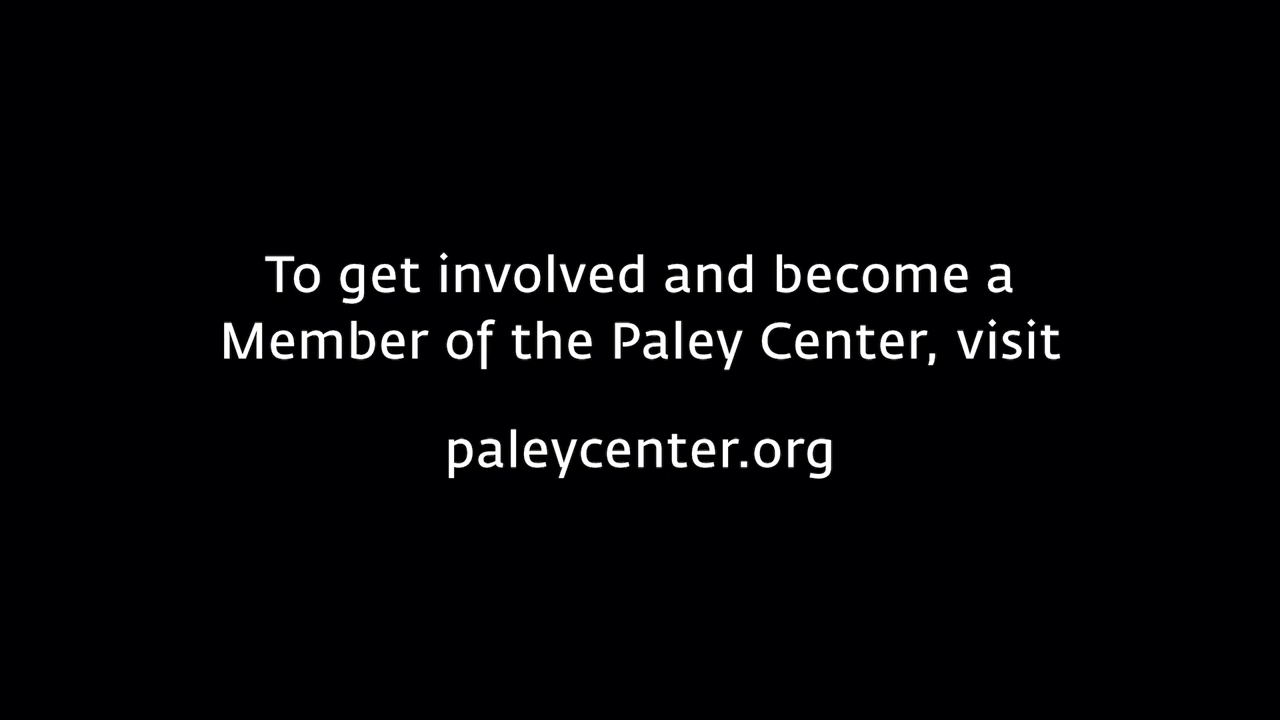 To get involved and become a
Member of the Paley Center, visit
paleycenter.org